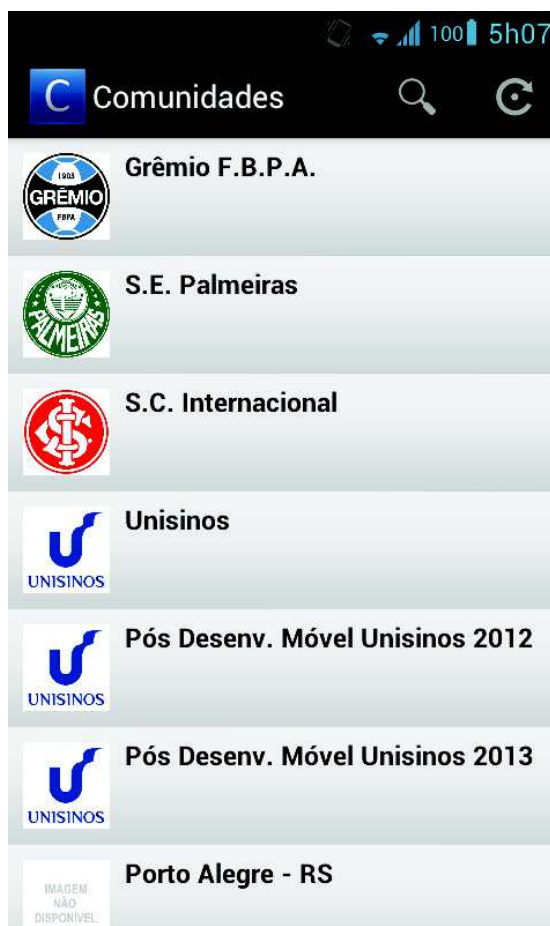 100 5h07
C Comunidades
1903
GRÊMIO
FBPA
Grêmio F.B.P.A.
PALMEIRAS
S.E. Palmeiras
S.C. Internacional
UNISINOS
Unisinos
UNISINOS
Pós Desenv. Móvel Unisinos 2012
UNISINOS
Pós Desenv. Móvel Unisinos 2013
IMAGEM
NÃO
DISPONÍVEL
Porto Alegre - RS